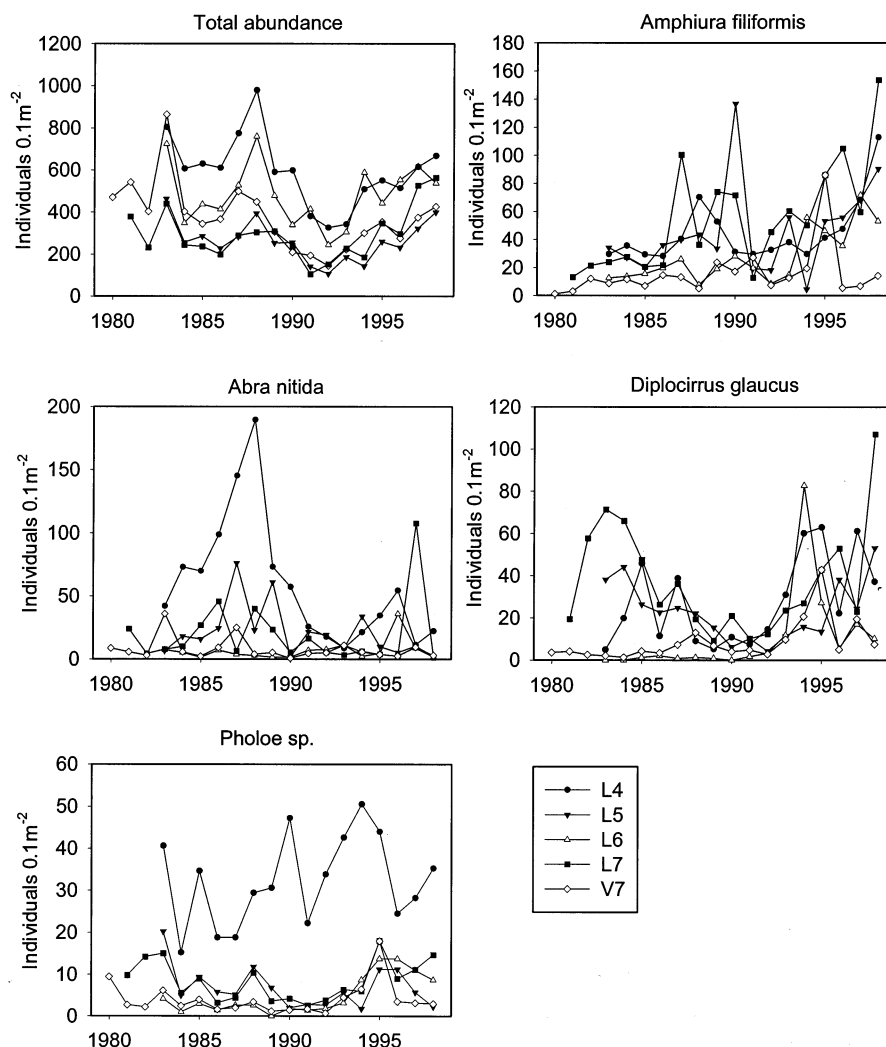 Total abundance
Individuals 0.1m⁻²
1200
1000
800
600
400
200
0
1980 1985 1990 1995
Amphiura filiformis
Individuals 0.1m⁻²
180
160
140
120
100
80
60
40
20
0
1980 1985 1990 1995
Abra nitida
Individuals 0.1m⁻²
200
150
100
50
0
1980 1985 1990 1995
Diplocirrus glaucus
Individuals 0.1m⁻²
120
100
80
60
40
20
0
1980 1985 1990 1995
Pholoe sp.
Individuals 0.1m⁻²
60
50
40
30
20
10
0
1980 1985 1990 1995
L4
L5
L6
L7
V7